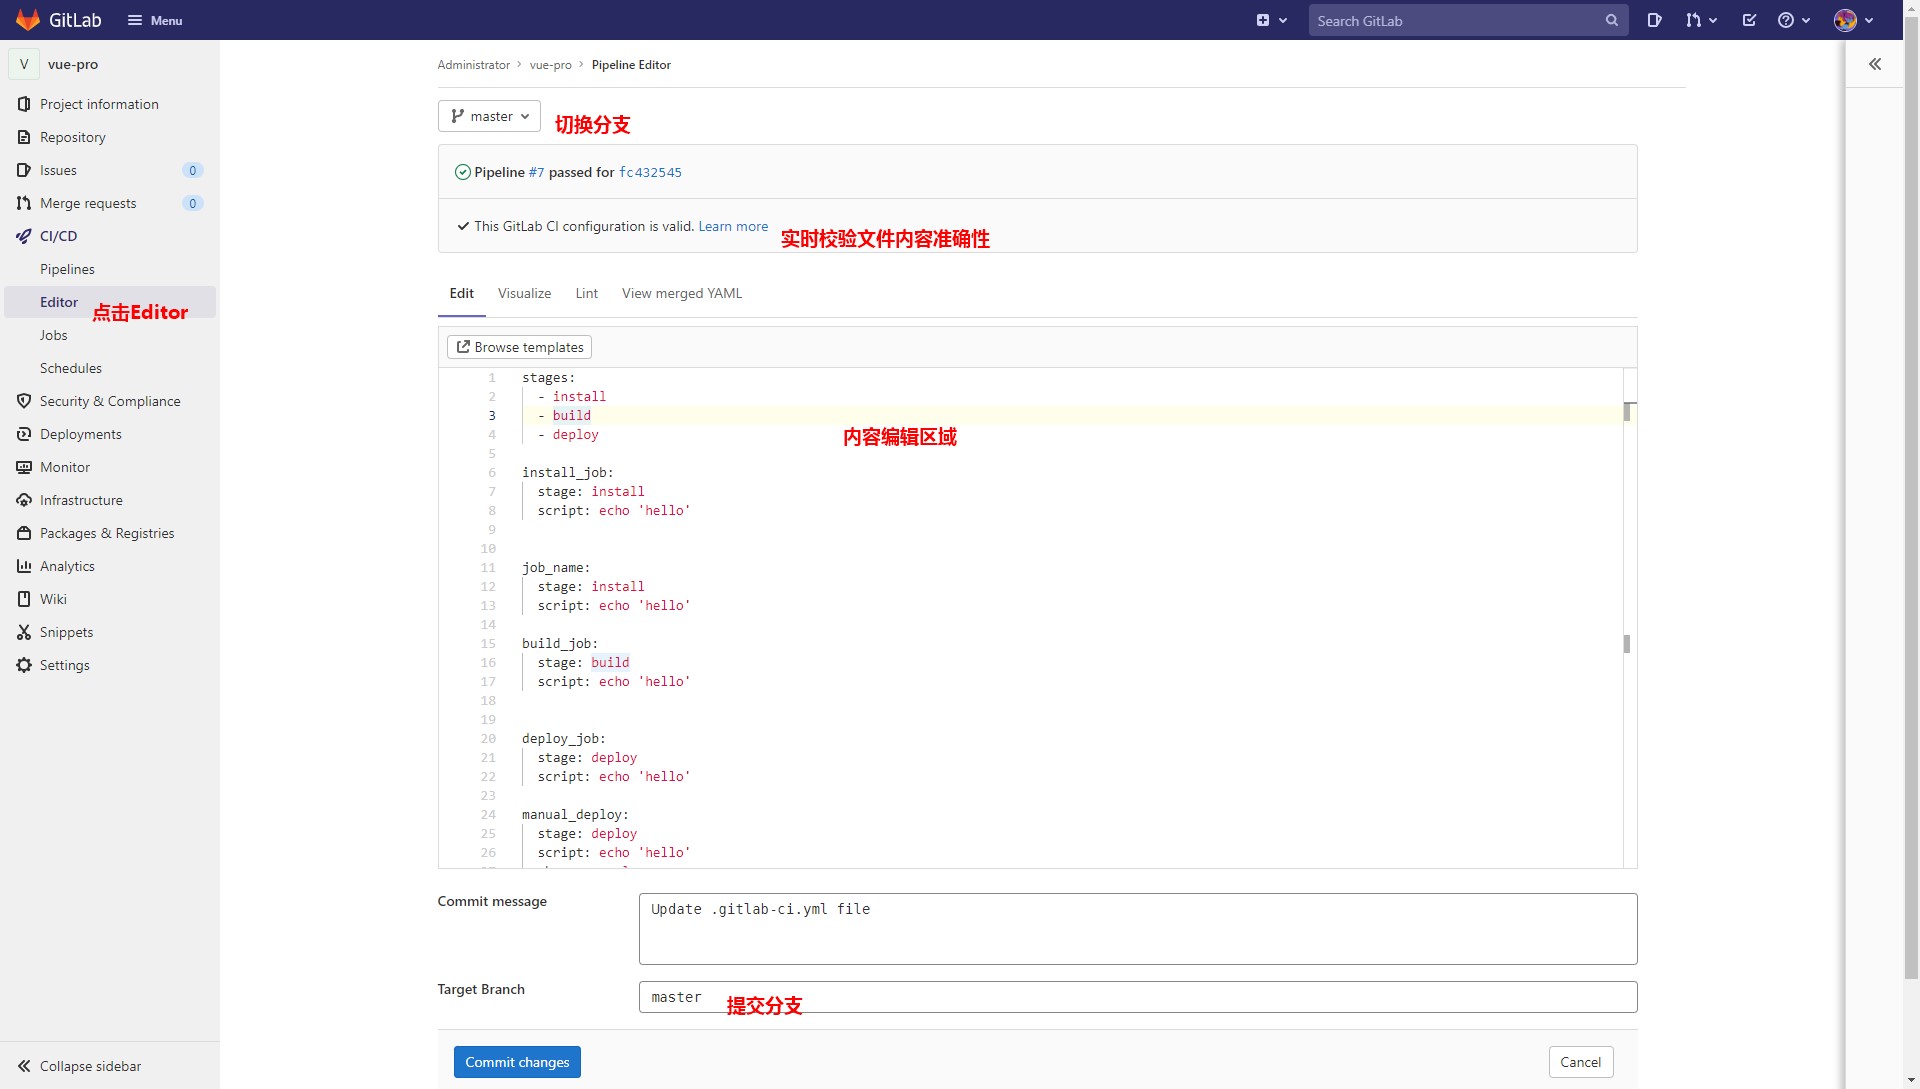 GitLab
Menu
Search GitLab
V
vue-pro
Project information
Repository
Issues
0
Merge requests
0
CI/CD
Pipelines
Editor
点击Editor
Jobs
Schedules
Security & Compliance
Deployments
Monitor
Infrastructure
Packages & Registries
Analytics
Wiki
Snippets
Settings
Collapse sidebar
Administrator > vue-pro > Pipeline Editor
master
切换分支
Pipeline #7 passed for fc432545
This GitLab CI configuration is valid. Learn more
实时校验文件内容准确性
Edit
Visualize
Lint
View merged YAML
Browse templates
1 stages:
2 - install
3 - build
4 - deploy
内容编辑区域
5
6 install_job:
7 stage: install
8 script: echo 'hello'
9
10
11 job_name:
12 stage: install
13 script: echo 'hello'
14
15 build_job:
16 stage: build
17 script: echo 'hello'
18
19
20 deploy_job:
21 stage: deploy
22 script: echo 'hello'
23
24 manual_deploy:
25 stage: deploy
26 script: echo 'hello'
Commit message
Update .gitlab-ci.yml file
Target Branch
master
提交分支
Commit changes
Cancel